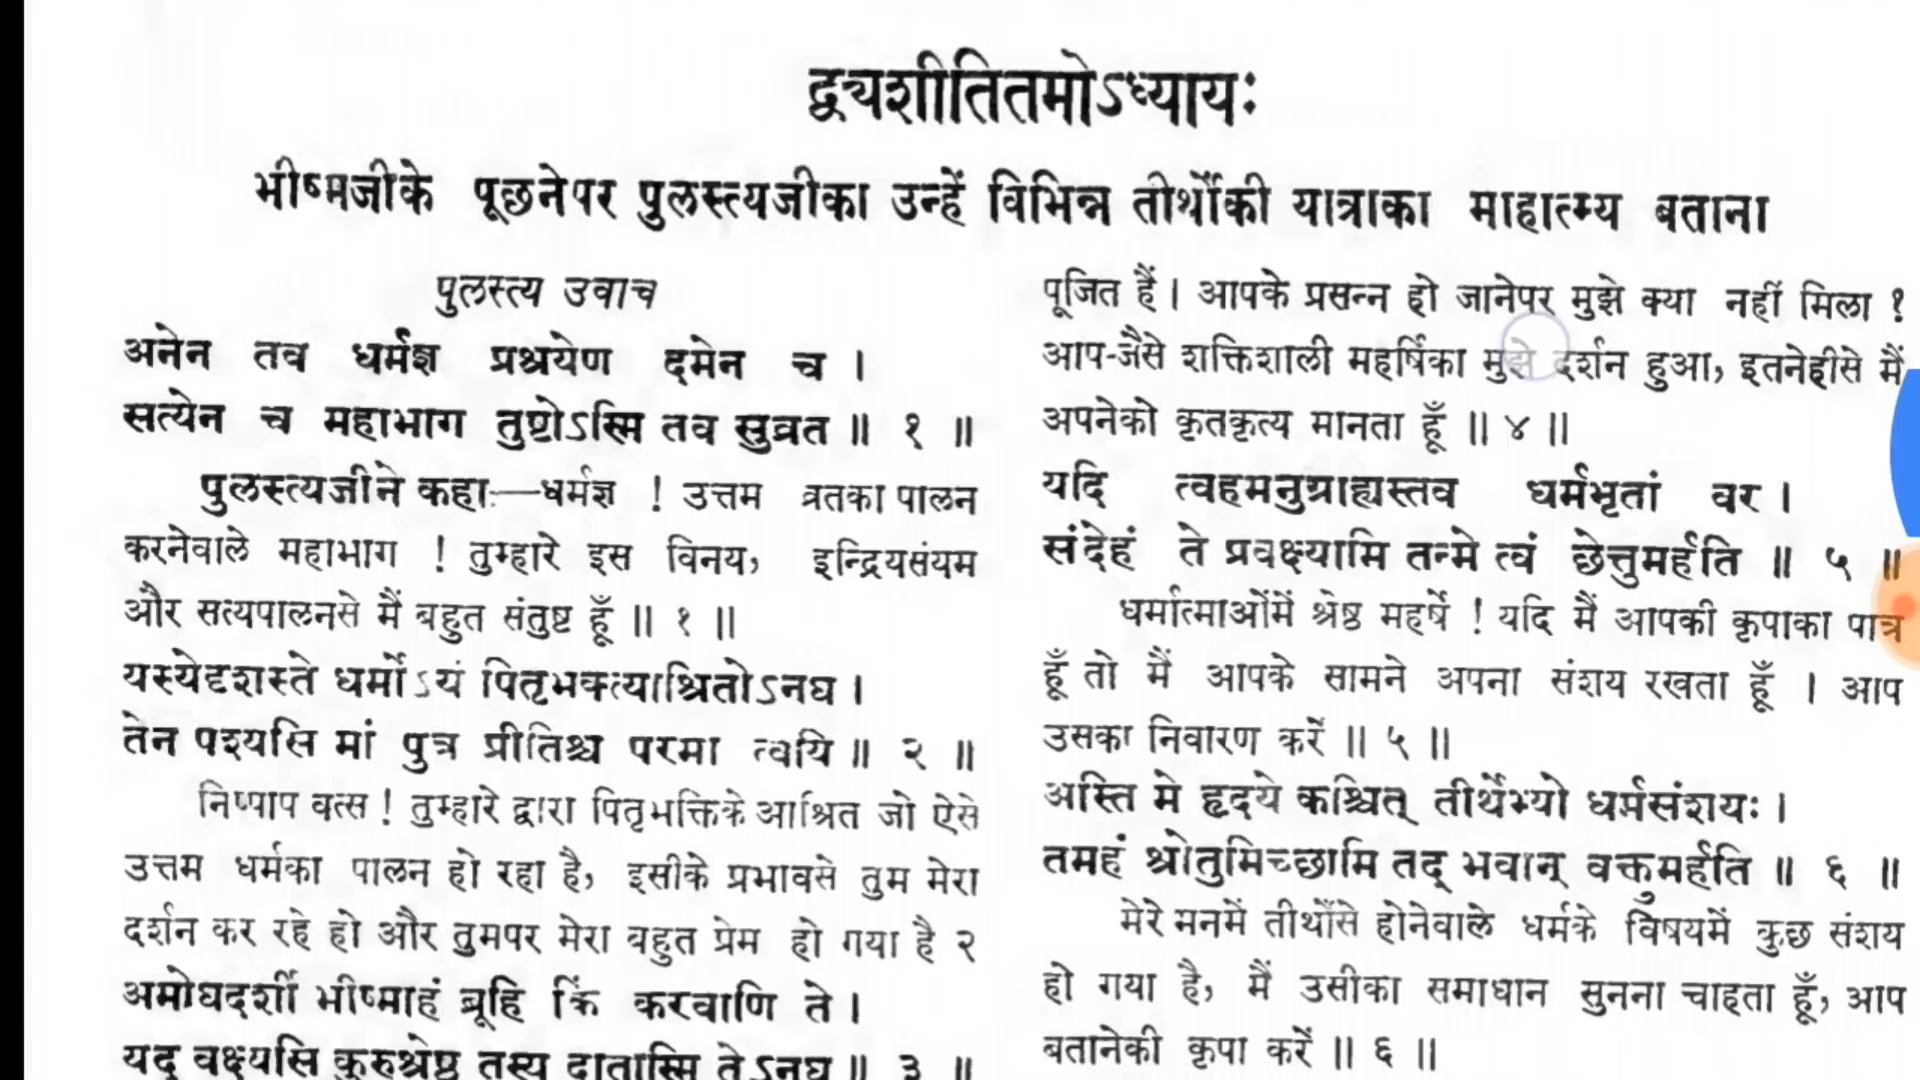 द्व्यशीतितमोऽध्यायः
भीष्मजीके पूछनेपर पुलस्त्यजीका उन्हें विभिन्न तीर्थोंकी यात्राका माहात्म्य बताना
पुलस्त्य उवाच
अनेन तव धर्मज्ञ प्रश्रयेण दमेन च ।
सत्येन च महाभाग तुष्टोऽस्मि तव सुव्रत ॥ १ ॥
पुलस्त्यजीने कहा—धर्मज्ञ ! उत्तम व्रतका पालन
करनेवाले महाभाग ! तुम्हारे इस विनय, इन्द्रियसंयम
और सत्यपालनसे मैं बहुत संतुष्ट हूँ ॥ १ ॥
यस्येदृशस्ते धर्मोऽयं पितृभक्त्याश्रितोऽनघ ।
तेन पश्यसि मां पुत्र प्रीतिश्च परमा त्वयि ॥ २ ॥
निष्पाप वत्स ! तुम्हारे द्वारा पितृभक्तिके आश्रित जो ऐसे
उत्तम धर्मका पालन हो रहा है, इसीके प्रभावसे तुम मेरा
दर्शन कर रहे हो और तुमपर मेरा बहुत प्रेम हो गया है २
अमोघदर्शी भीष्माहं ब्रूहि किं करवाणि ते ।
यद् वक्ष्यसि कुरुश्रेष्ठ तस्य दातास्मि तेऽनघ ॥ ३ ॥
पूजित हैं । आपके प्रसन्न हो जानेपर मुझे क्या नहीं मिला ?
आप-जैसे शक्तिशाली महर्षिका मुझे दर्शन हुआ, इतनेहीसे मैं
अपनेको कृतकृत्य मानता हूँ ॥ ४ ॥
यदि त्वहमनुग्राह्यस्तव धर्मभृतां वर ।
संदेहं ते प्रवक्ष्यामि तन्मे त्वं छेत्तुमर्हति ॥ ५ ॥
धर्मात्माओंमें श्रेष्ठ महर्षे ! यदि मैं आपकी कृपाका पात्र
हूँ तो मैं आपके सामने अपना संशय रखता हूँ । आप
उसका निवारण करें ॥ ५ ॥
अस्ति मे हृदये कश्चित् तीर्थेभ्यो धर्मसंशयः ।
तमहं श्रोतुमिच्छामि तद् भवान् वक्तुमर्हति ॥ ६ ॥
मेरे मनमें तीर्थोंसे होनेवाले धर्मके विषयमें कुछ संशय
हो गया है, मैं उसीका समाधान सुनना चाहता हूँ, आप
बतानेकी कृपा करें ॥ ६ ॥